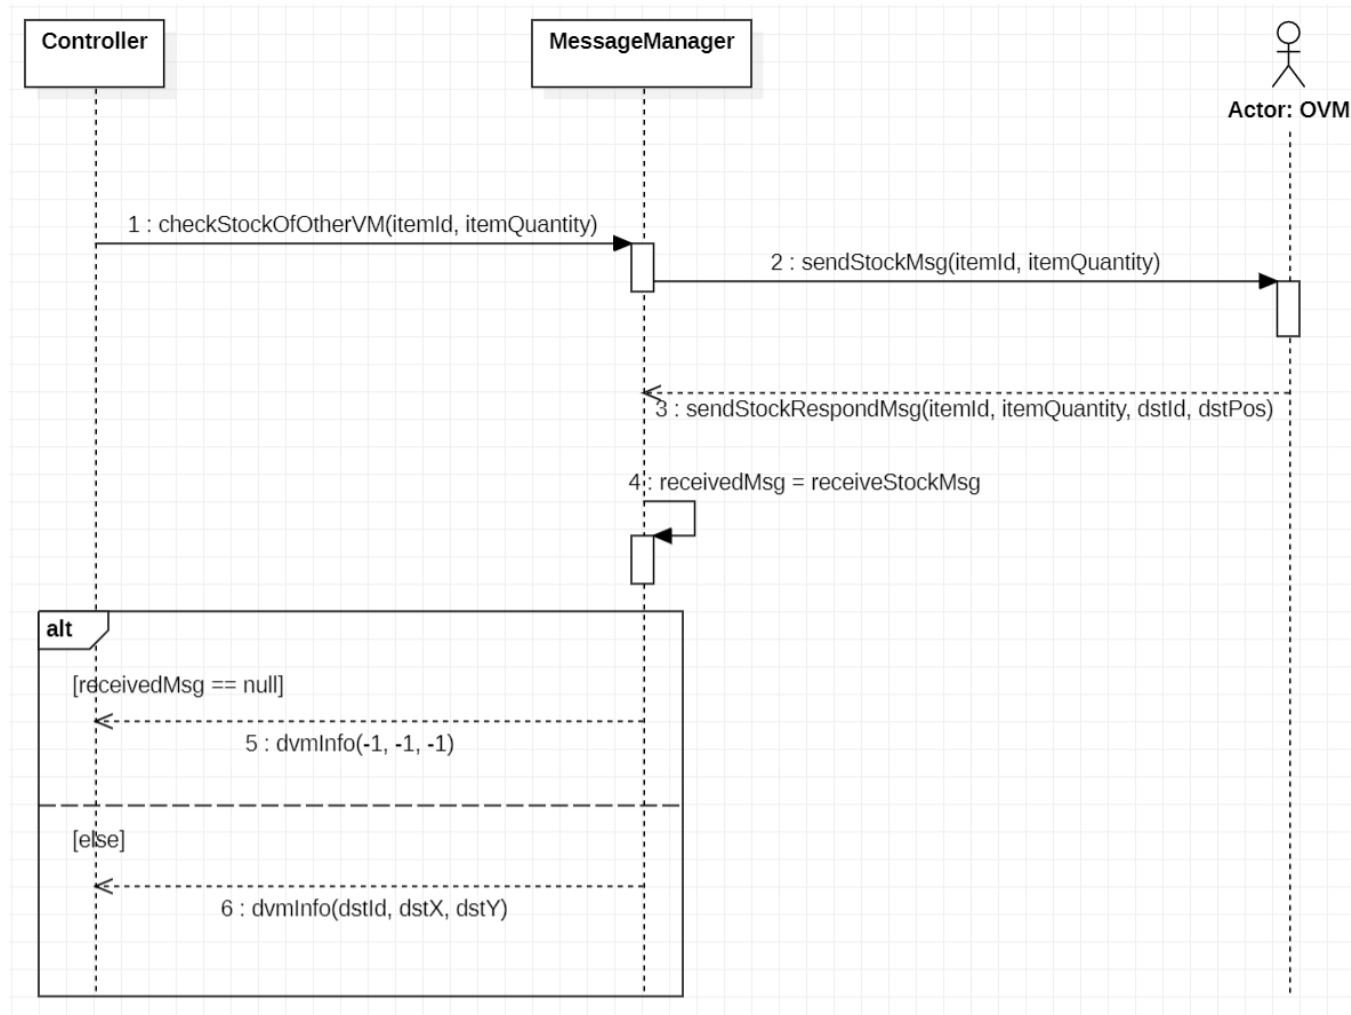 Controller
MessageManager
Actor: OVM
1 : checkStockOfOtherVM(itemId, itemQuantity)
2 : sendStockMsg(itemId, itemQuantity)
3 : sendStockRespondMsg(itemId, itemQuantity, dstId, dstPos)
4 : receivedMsg = receiveStockMsg
alt
[receivedMsg == null]
5 : dvmInfo(-1, -1, -1)
[else]
6 : dvmInfo(dstId, dstX, dstY)